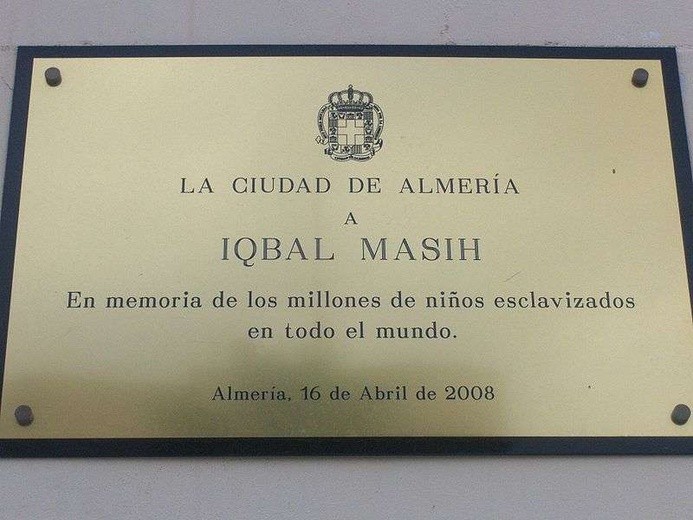 LA CIUDAD DE ALMERÍA
A
IQBAL MASIH
En memoria de los millones de niños esclavizados
en todo el mundo.
Almería, 16 de Abril de 2008